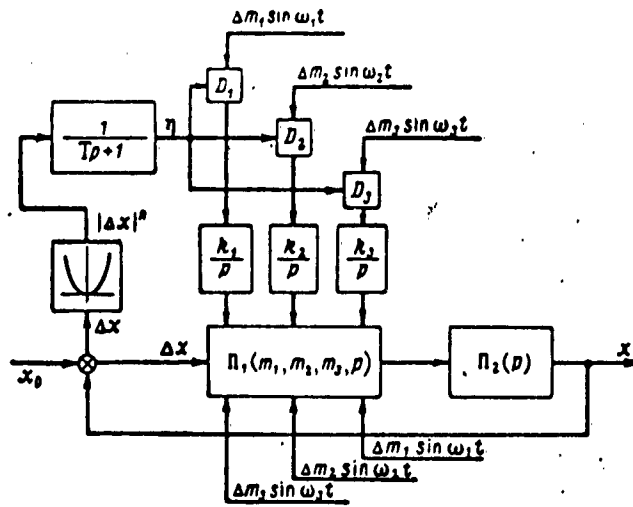 Δm₁ sin ω₁t
D₁
Δm₂ sin ω₂t
1
Tp+1
η
D₂
Δm₃ sin ω₃t
D₃
|Δx|ⁿ
k₁
p
k₂
p
k₃
p
Δx
x₀
Δx
Π₁(m₁, m₂, m₃, p)
Π₂(p)
x
Δm₁ sin ω₁t
Δm₂ sin ω₂t
Δm₃ sin ω₃t